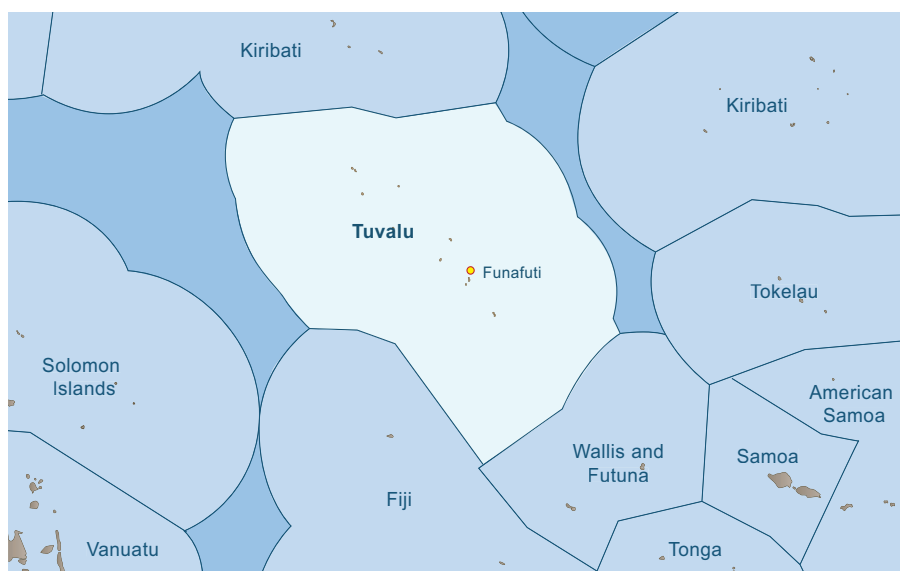 Kiribati
Kiribati
Tuvalu
Funafuti
Tokelau
Solomon
Islands
American
Samoa
Wallis and
Futuna
Samoa
Fiji
Vanuatu
Tonga